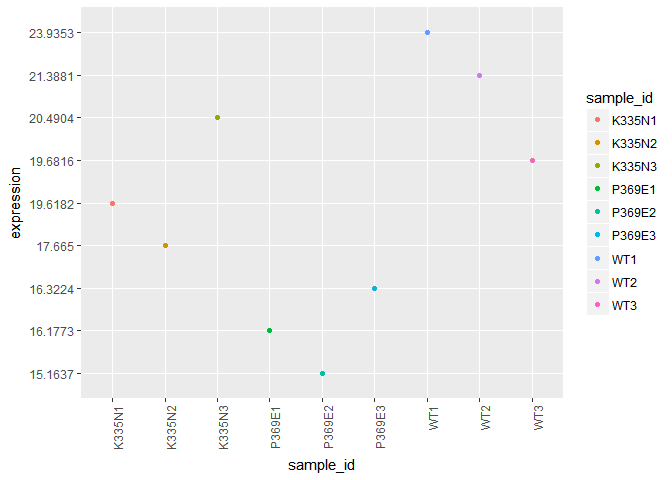 expression
23.9353
21.3881
20.4904
19.6816
19.6182
17.665
16.3224
16.1773
15.1637
K335N1
K335N2
K335N3
P369E1
P369E2
P369E3
WT1
WT2
WT3
sample_id
sample_id
K335N1
K335N2
K335N3
P369E1
P369E2
P369E3
WT1
WT2
WT3